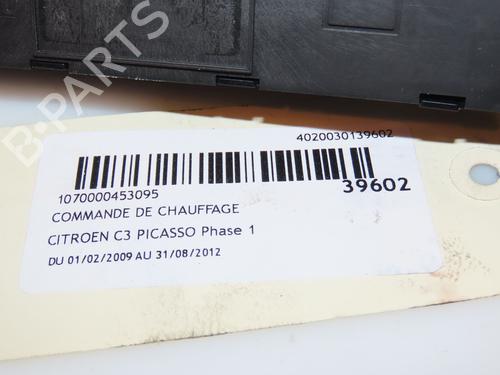 B-PARTS
4020030139602
1070000453095
39602
COMMANDE DE CHAUFFAGE
CITROEN C3 PICASSO Phase 1
DU 01/02/2009 AU 31/08/2012